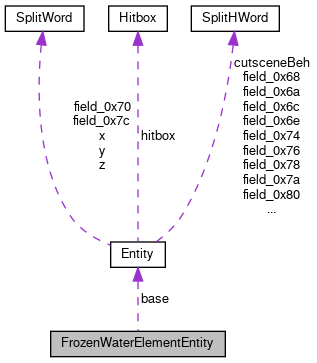 SplitWord
Hitbox
SplitHWord
field_0x70
field_0x7c
x
y
z
hitbox
cutsceneBeh
field_0x68
field_0x6a
field_0x6c
field_0x6e
field_0x74
field_0x76
field_0x78
field_0x7a
field_0x80
...
Entity
base
FrozenWaterElementEntity